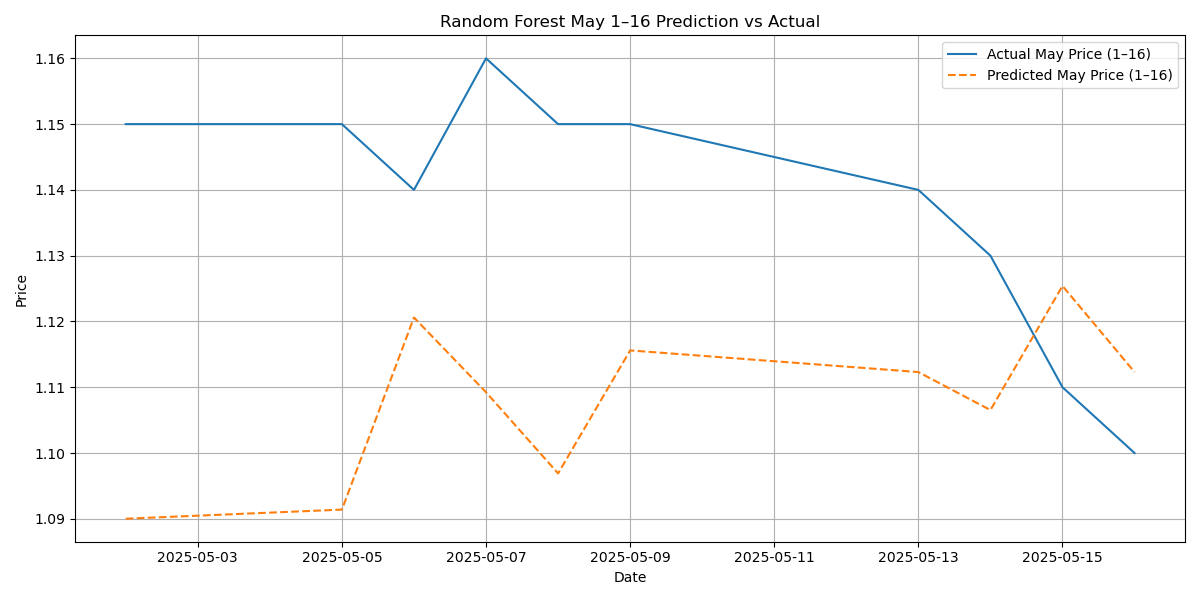 Random Forest May 1–16 Prediction vs Actual
Actual May Price (1–16)
Predicted May Price (1–16)
Price
1.16
1.15
1.14
1.13
1.12
1.11
1.10
1.09
2025-05-03 2025-05-05 2025-05-07 2025-05-09 2025-05-11 2025-05-13 2025-05-15
Date